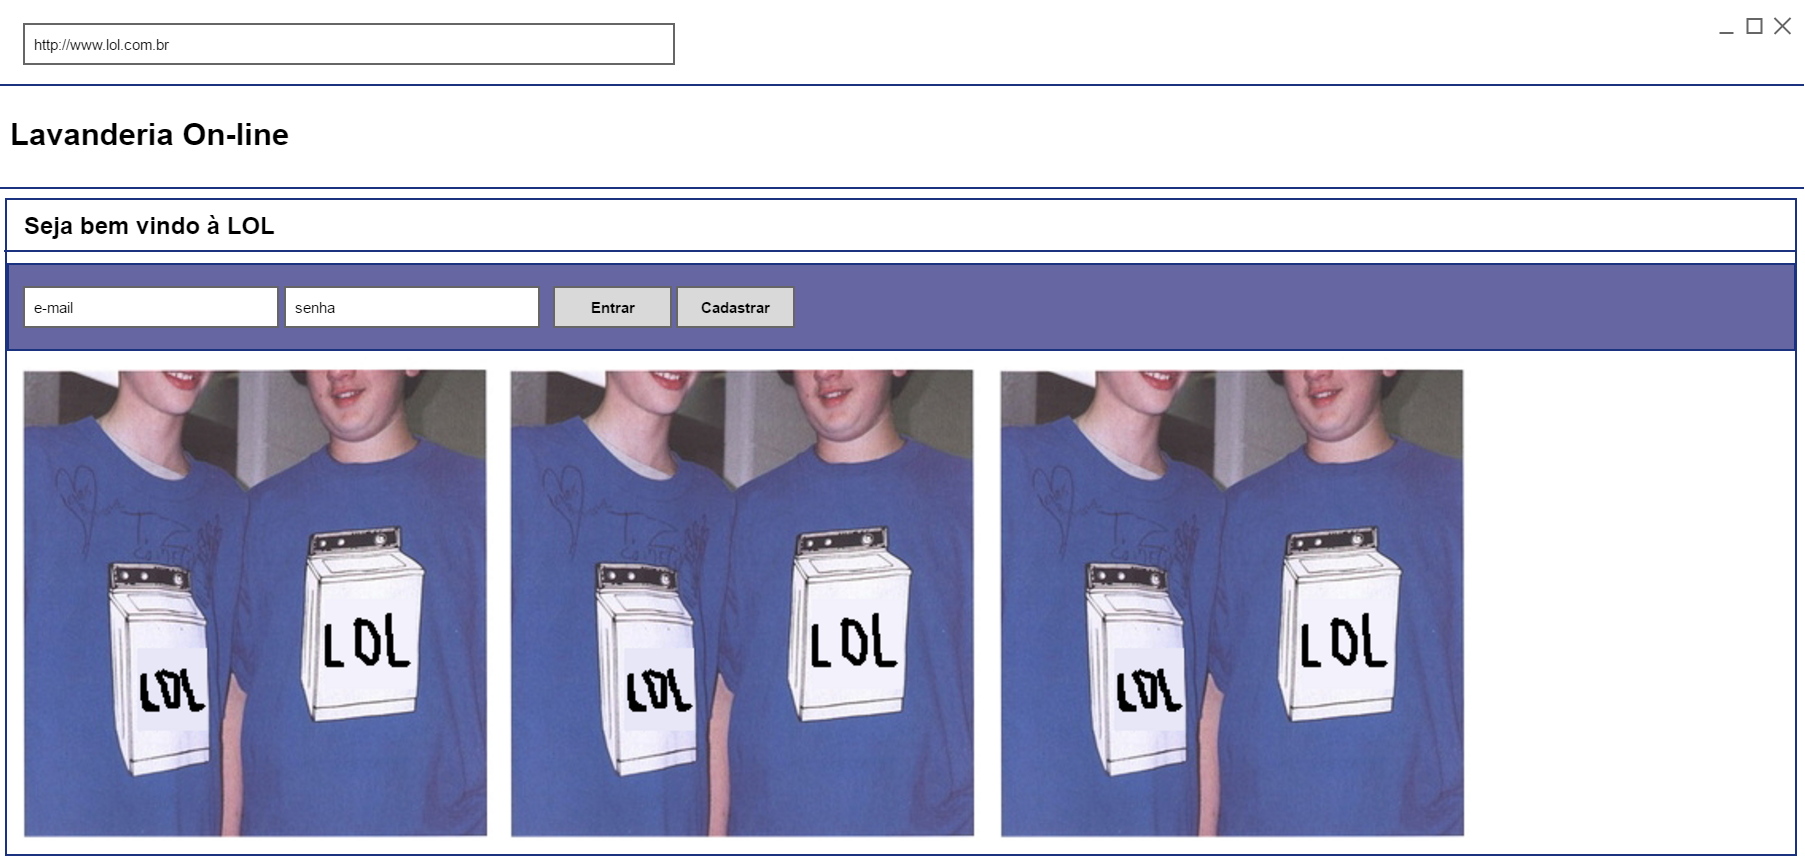 http://www.lol.com.br
Lavanderia On-line
Seja bem vindo à LOL
e-mail senha Entrar Cadastrar
LOL LOL LOL LOL LOL LOL